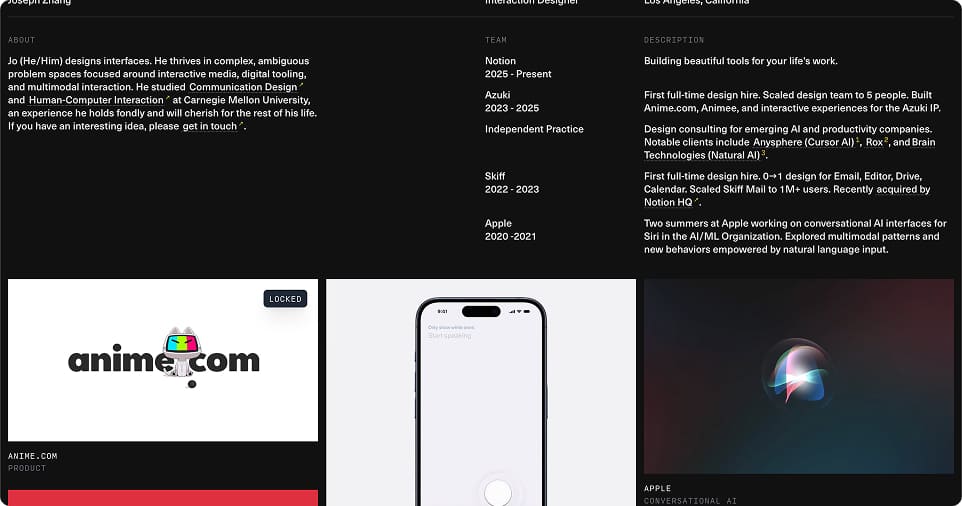 Joseph Zhang
Interaction Designer
Los Angeles, California
ABOUT
Jo (He/Him) designs interfaces. He thrives in complex, ambiguous
problem spaces focused around interactive media, digital tooling,
and multimodal interaction. He studied Communication Design↗
and Human-Computer Interaction↗ at Carnegie Mellon University,
an experience he holds fondly and will cherish for the rest of his life.
If you have an interesting idea, please get in touch↗.
TEAM
DESCRIPTION
Notion
2025 - Present
Building beautiful tools for your life's work.
Azuki
2023 - 2025
First full-time design hire. Scaled design team to 5 people. Built
Anime.com, Animee, and interactive experiences for the Azuki IP.
Independent Practice
Design consulting for emerging AI and productivity companies.
Notable clients include Anysphere (Cursor AI)¹, Rox², and Brain
Technologies (Natural AI)³.
Skiff
2022 - 2023
First full-time design hire. 0→1 design for Email, Editor, Drive,
Calendar. Scaled Skiff Mail to 1M+ users. Recently acquired by
Notion HQ↗.
Apple
2020 -2021
Two summers at Apple working on conversational AI interfaces for
Siri in the AI/ML Organization. Explored multimodal patterns and
new behaviors empowered by natural language input.
LOCKED
anime.com
ANIME.COM
PRODUCT
9:41
Only show while word
Start speaking
APPLE
CONVERSATIONAL AI